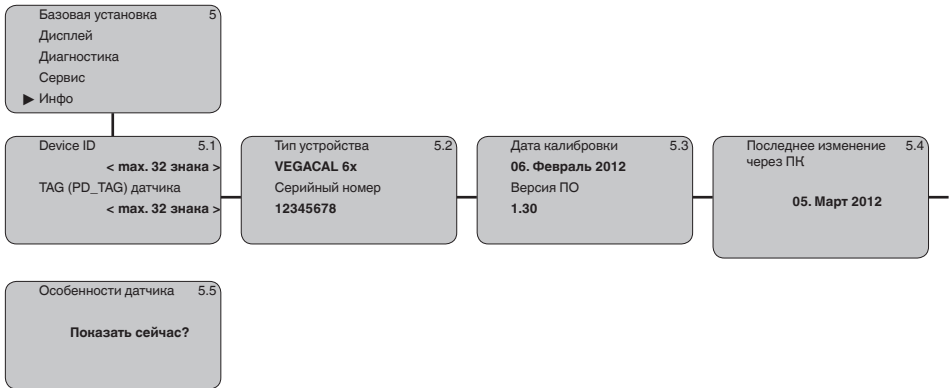 Базовая установка 5
Дисплей
Диагностика
Сервис
▶ Инфо
Device ID 5.1
< max. 32 знака >
TAG (PD_TAG) датчика
< max. 32 знака >
Тип устройства 5.2
VEGACAL 6x
Серийный номер
12345678
Дата калибровки 5.3
06. Февраль 2012
Версия ПО
1.30
Последнее изменение 5.4
через ПК
05. Март 2012
Особенности датчика 5.5
Показать сейчас?